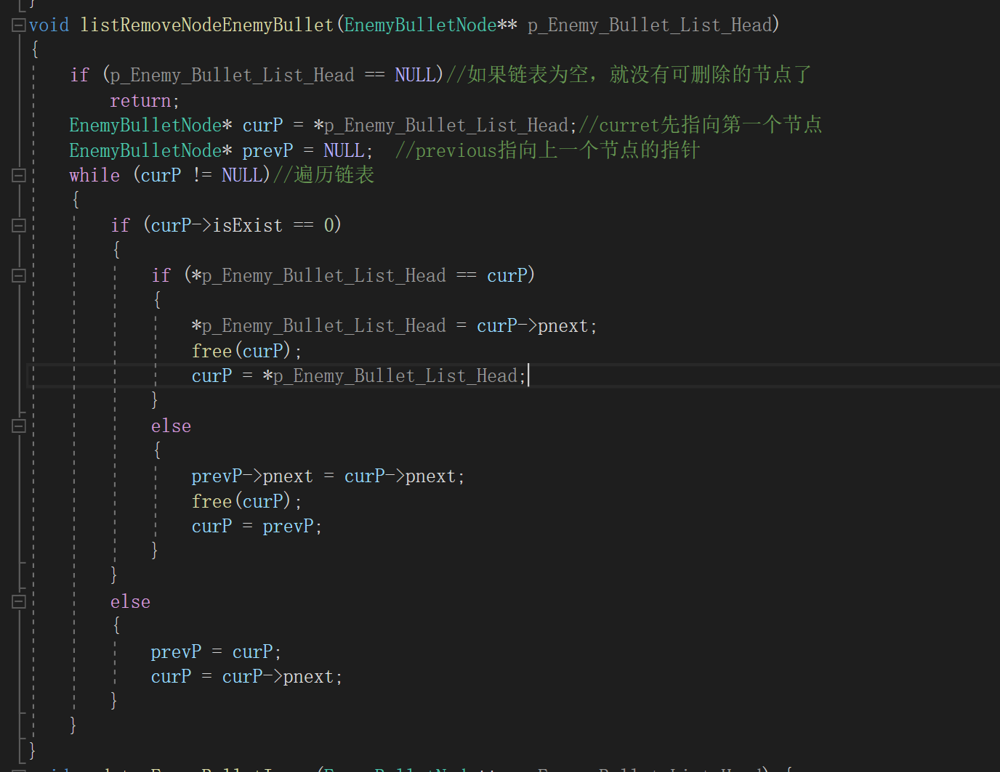 }
void listRemoveNodeEnemyBullet(EnemyBulletNode** p_Enemy_Bullet_List_Head)
{
if (p_Enemy_Bullet_List_Head == NULL)//如果链表为空，就没有可删除的节点了
return;
EnemyBulletNode* curP = *p_Enemy_Bullet_List_Head;//curret先指向第一个节点
EnemyBulletNode* prevP = NULL;  //previous指向上一个节点的指针
while (curP != NULL)//遍历链表
{
if (curP->isExist == 0)
{
if (*p_Enemy_Bullet_List_Head == curP)
{
*p_Enemy_Bullet_List_Head = curP->pnext;
free(curP);
curP = *p_Enemy_Bullet_List_Head;
}
else
{
prevP->pnext = curP->pnext;
free(curP);
curP = prevP;
}
}
else
{
prevP = curP;
curP = curP->pnext;
}
}
}